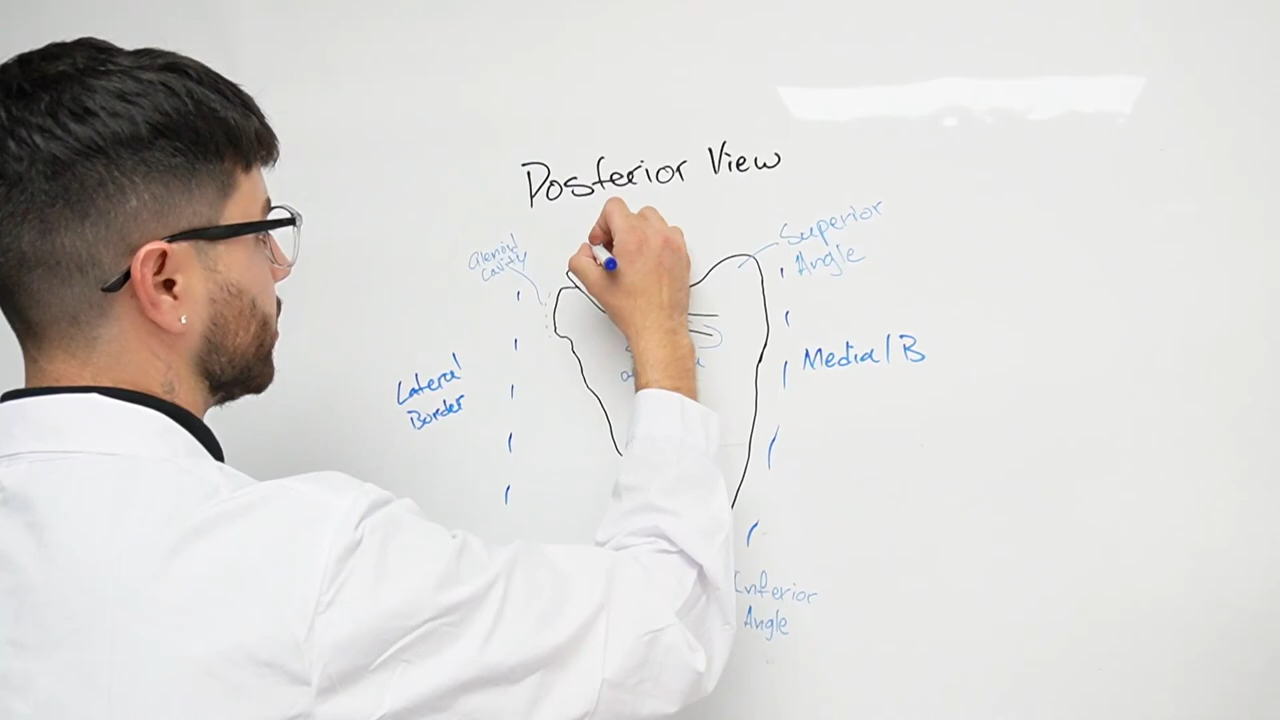 Posterior View
Glenoid
cavity
Superior
Angle
Lateral
Border
Medial B
Inferior
Angle